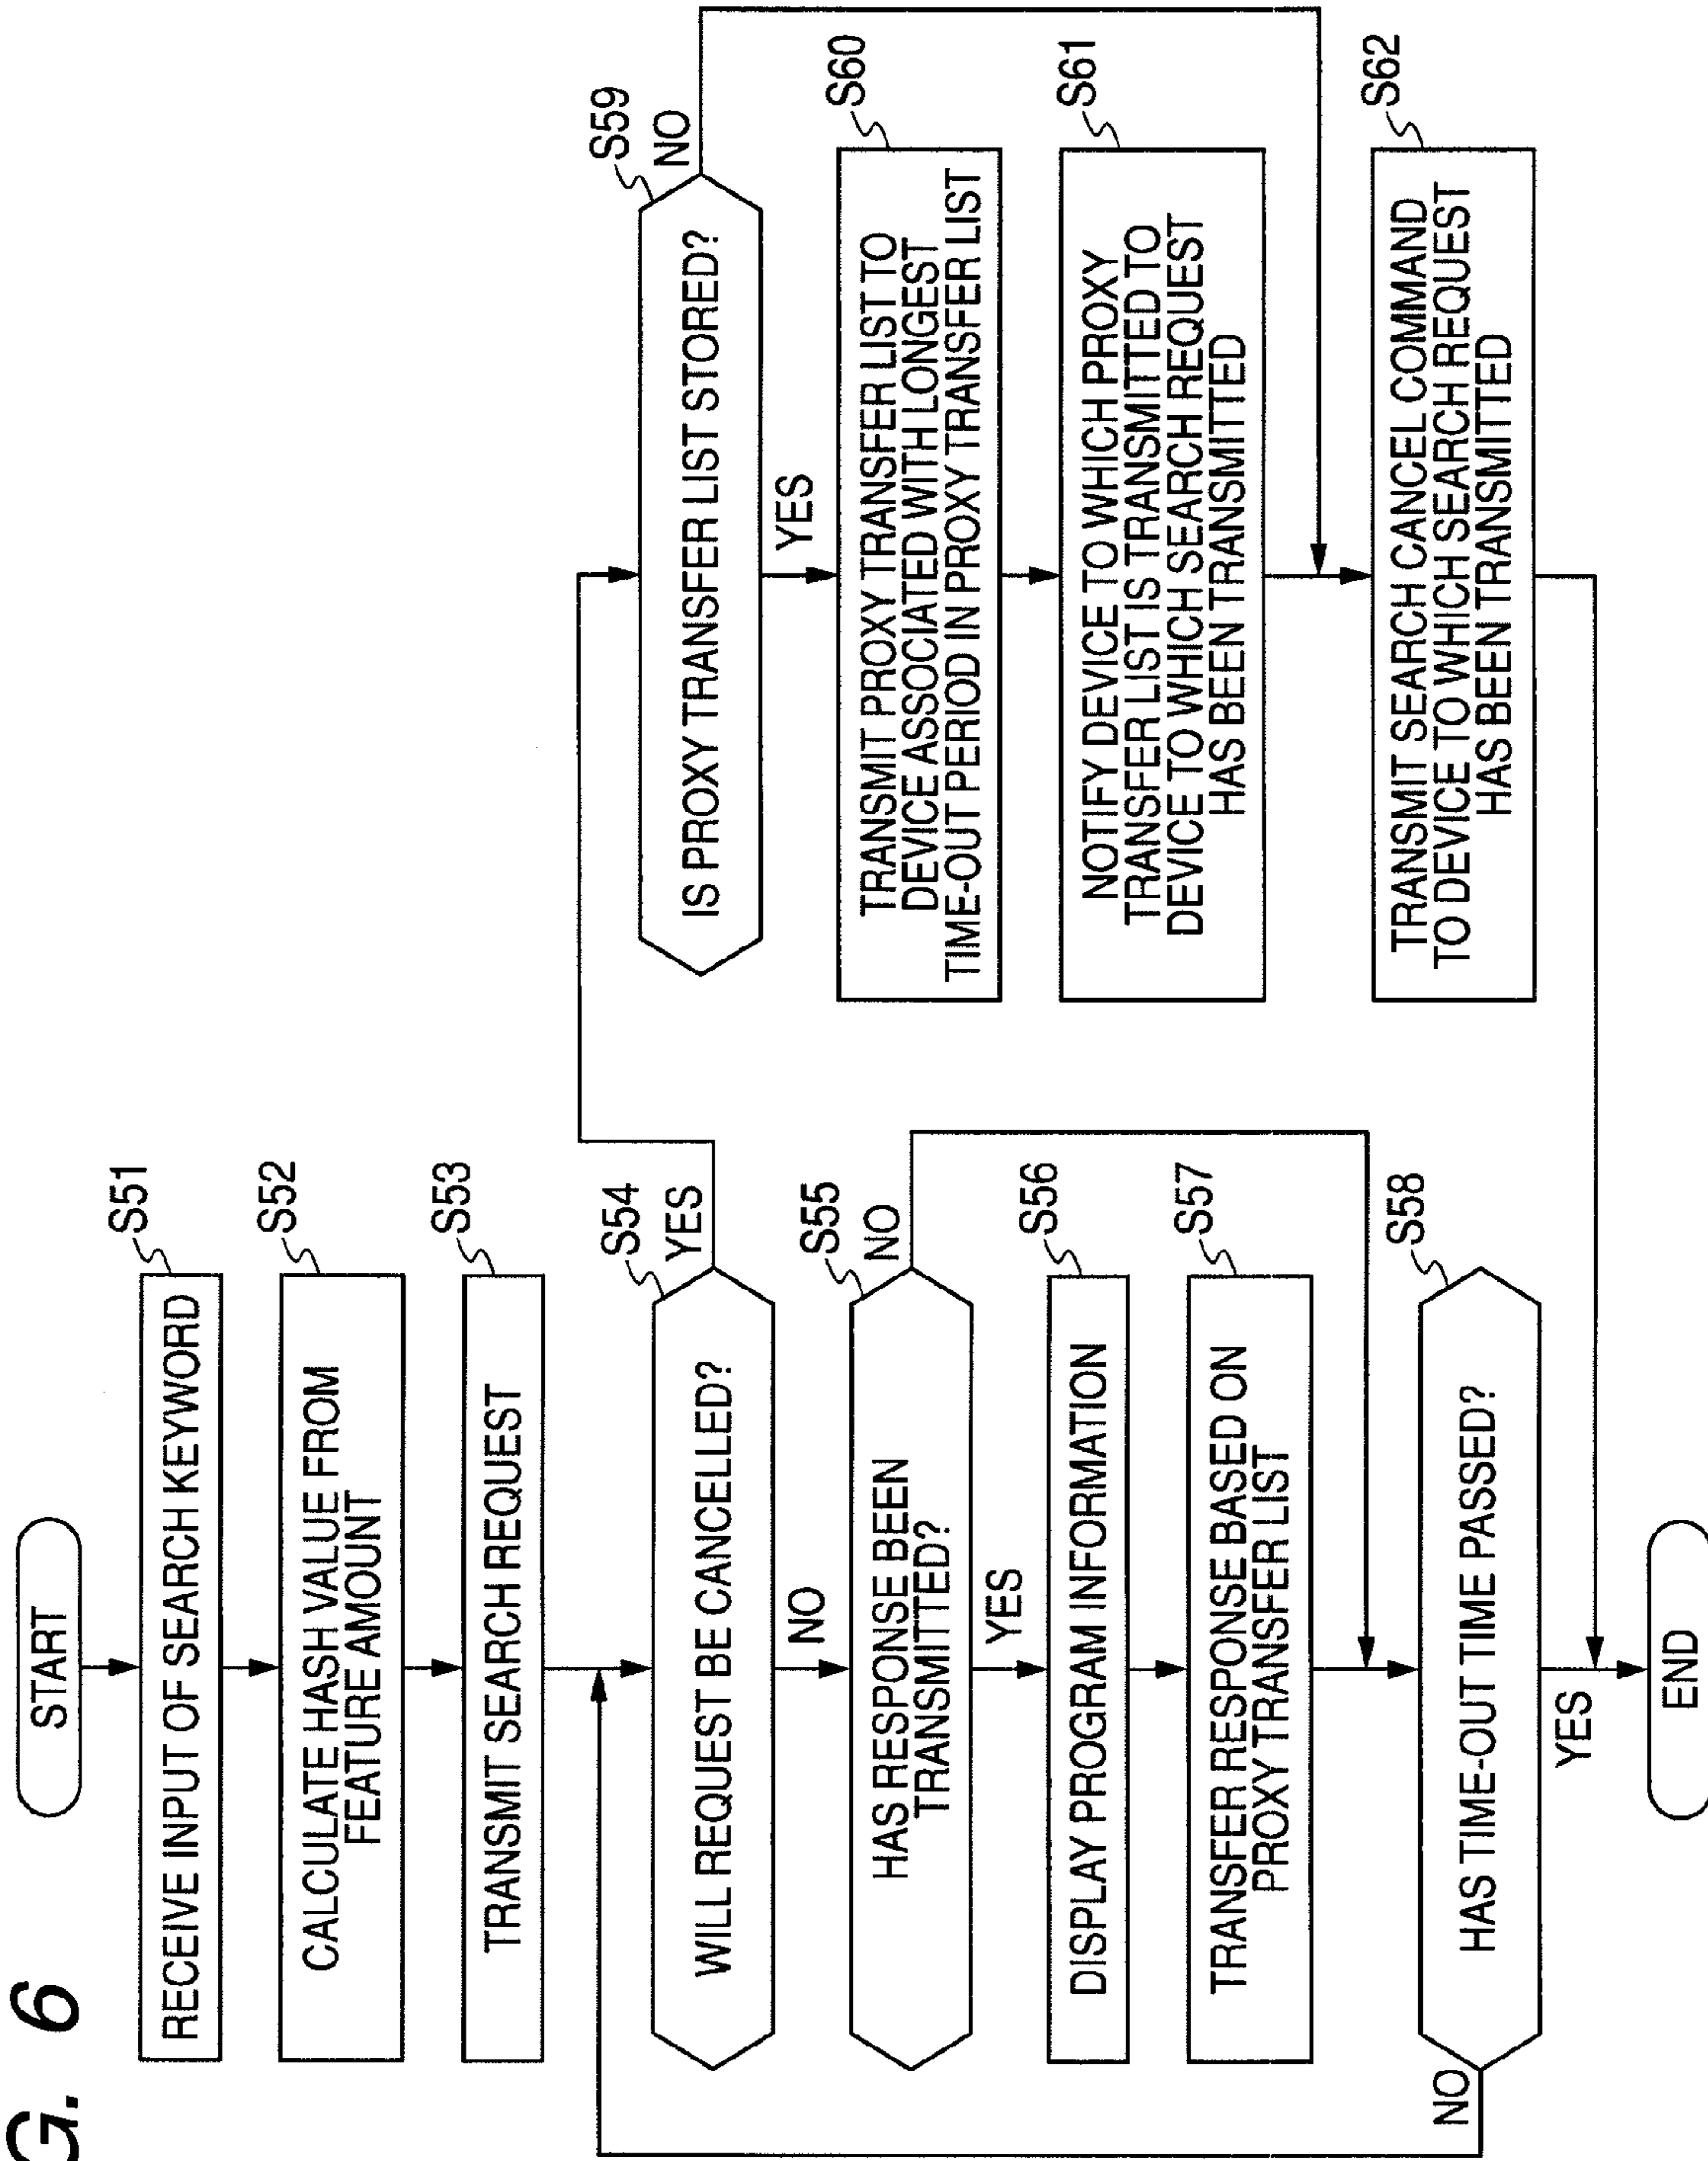 G. 6
START
S51
RECEIVE INPUT OF SEARCH KEYWORD
S52
CALCULATE HASH VALUE FROM
FEATURE AMOUNT
S53
TRANSMIT SEARCH REQUEST
S54
WILL REQUEST BE CANCELLED?
YES
NO
S55
HAS RESPONSE BEEN
TRANSMITTED?
NO
YES
S56
DISPLAY PROGRAM INFORMATION
S57
TRANSFER RESPONSE BASED ON
PROXY TRANSFER LIST
S58
HAS TIME-OUT TIME PASSED?
NO
YES
END
S59
IS PROXY TRANSFER LIST STORED?
NO
YES
S60
TRANSMIT PROXY TRANSFER LIST TO
DEVICE ASSOCIATED WITH LONGEST
TIME-OUT PERIOD IN PROXY TRANSFER LIST
S61
NOTIFY DEVICE TO WHICH PROXY
TRANSFER LIST IS TRANSMITTED TO
DEVICE TO WHICH SEARCH REQUEST
HAS BEEN TRANSMITTED
S62
TRANSMIT SEARCH CANCEL COMMAND
TO DEVICE TO WHICH SEARCH REQUEST
HAS BEEN TRANSMITTED